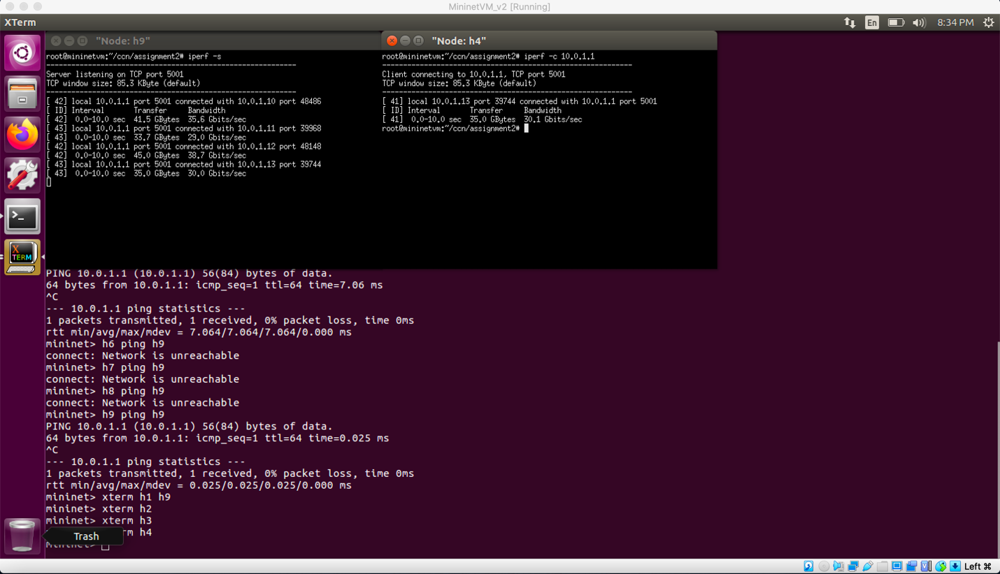 MininetVM_v2 [Running]
XTerm
En
8:34 PM
"Node: h9"
root@mininetvm:~/ccn/assignment2# iperf -s
------------------------------------------------------------
Server listening on TCP port 5001
TCP window size: 85.3 KByte (default)
------------------------------------------------------------
[ 42] local 10.0.1.1 port 5001 connected with 10.0.1.10 port 48486
[ ID] Interval       Transfer     Bandwidth
[ 42]  0.0-10.0 sec  41.5 GBytes  35.6 Gbits/sec
[ 43] local 10.0.1.1 port 5001 connected with 10.0.1.11 port 39968
[ 43]  0.0-10.0 sec  33.7 GBytes  29.0 Gbits/sec
[ 42] local 10.0.1.1 port 5001 connected with 10.0.1.12 port 48148
[ 42]  0.0-10.0 sec  45.0 GBytes  38.7 Gbits/sec
[ 43] local 10.0.1.1 port 5001 connected with 10.0.1.13 port 39744
[ 43]  0.0-10.0 sec  35.0 GBytes  30.0 Gbits/sec
"Node: h4"
root@mininetvm:~/ccn/assignment2# iperf -c 10.0.1.1
------------------------------------------------------------
Client connecting to 10.0.1.1, TCP port 5001
TCP window size: 85.3 KByte (default)
------------------------------------------------------------
[ 41] local 10.0.1.13 port 39744 connected with 10.0.1.1 port 5001
[ ID] Interval       Transfer     Bandwidth
[ 41]  0.0-10.0 sec  35.0 GBytes  30.1 Gbits/sec
root@mininetvm:~/ccn/assignment2#
X
TERM
PING 10.0.1.1 (10.0.1.1) 56(84) bytes of data.
64 bytes from 10.0.1.1: icmp_seq=1 ttl=64 time=7.06 ms
^C
--- 10.0.1.1 ping statistics ---
1 packets transmitted, 1 received, 0% packet loss, time 0ms
rtt min/avg/max/mdev = 7.064/7.064/7.064/0.000 ms
mininet> h6 ping h9
connect: Network is unreachable
mininet> h7 ping h9
connect: Network is unreachable
mininet> h8 ping h9
connect: Network is unreachable
mininet> h9 ping h9
PING 10.0.1.1 (10.0.1.1) 56(84) bytes of data.
64 bytes from 10.0.1.1: icmp_seq=1 ttl=64 time=0.025 ms
^C
--- 10.0.1.1 ping statistics ---
1 packets transmitted, 1 received, 0% packet loss, time 0ms
rtt min/avg/max/mdev = 0.025/0.025/0.025/0.000 ms
mininet> xterm h1 h9
mininet> xterm h2
mininet> xterm h3
rm h4
Trash
mininet>
Left ⌘